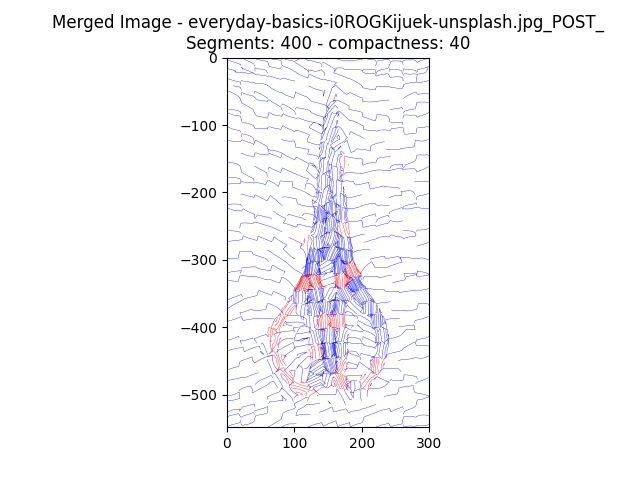 Merged Image - everyday-basics-i0ROGKijuek-unsplash.jpg_POST_
Segments: 400 - compactness: 40
0
−100
−200
−300
−400
−500
0 100 200 300